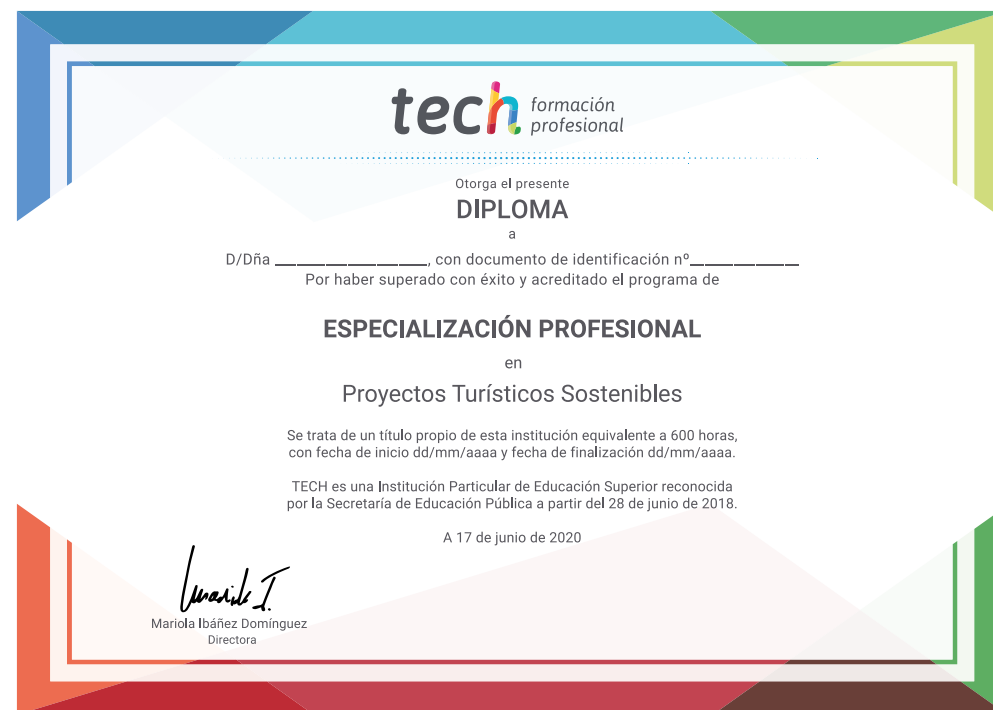 tech formación
profesional
Otorga el presente
DIPLOMA
a
D/Dña ____________________, con documento de identificación nº______________
Por haber superado con éxito y acreditado el programa de
ESPECIALIZACIÓN PROFESIONAL
en
Proyectos Turísticos Sostenibles
Se trata de un título propio de esta institución equivalente a 600 horas,
con fecha de inicio dd/mm/aaaa y fecha de finalización dd/mm/aaaa.
TECH es una Institución Particular de Educación Superior reconocida
por la Secretaría de Educación Pública a partir del 28 de junio de 2018.
A 17 de junio de 2020
Mariola Ibáñez Domínguez
Directora